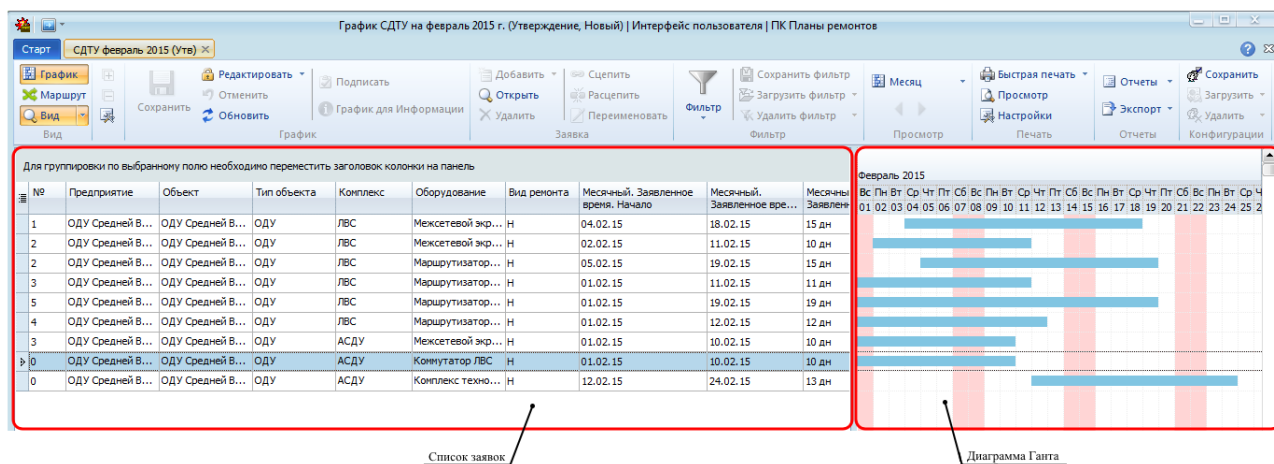 График СДТУ на февраль 2015 г. (Утверждение, Новый) | Интерфейс пользователя | ПК Планы ремонтов
Старт СДТУ февраль 2015 (Утв)
График Редактировать Подписать Добавить Сцепить Сохранить фильтр Месяц Быстрая печать Отчеты Сохранить
Маршрут Сохранить Отменить График для Информации Открыть Расцепить Фильтр Загрузить фильтр Просмотр Экспорт Загрузить
Вид Обновить Удалить Переименовать Удалить фильтр Настройки Удалить
Вид График Заявка Фильтр Просмотр Печать Отчеты Конфигурации
Для группировки по выбранному полю необходимо переместить заголовок колонки на панель
Февраль 2015
№ Предприятие Объект Тип объекта Комплекс Оборудование Вид ремонта Месячный. Заявленное время. Начало Месячный. Заявленное вре... Месячны Заявленн
Вс Пн Вт Ср Чт Пт Сб Вс Пн Вт Ср Чт Пт Сб Вс Пн Вт Ср Чт Пт Сб Вс Пн Вт Ср Ч
01 02 03 04 05 06 07 08 09 10 11 12 13 14 15 16 17 18 19 20 21 22 23 24 25 2
1 ОДУ Средней В... ОДУ Средней В... ОДУ ЛВС Межсетевой экр... Н 04.02.15 18.02.15 15 дн
2 ОДУ Средней В... ОДУ Средней В... ОДУ ЛВС Межсетевой экр... Н 02.02.15 11.02.15 10 дн
2 ОДУ Средней В... ОДУ Средней В... ОДУ ЛВС Маршрутизатор... Н 05.02.15 19.02.15 15 дн
3 ОДУ Средней В... ОДУ Средней В... ОДУ ЛВС Маршрутизатор... Н 01.02.15 11.02.15 11 дн
5 ОДУ Средней В... ОДУ Средней В... ОДУ ЛВС Маршрутизатор... Н 01.02.15 19.02.15 19 дн
4 ОДУ Средней В... ОДУ Средней В... ОДУ ЛВС Маршрутизатор... Н 01.02.15 12.02.15 12 дн
3 ОДУ Средней В... ОДУ Средней В... ОДУ АСДУ Межсетевой экр... Н 01.02.15 10.02.15 10 дн
0 ОДУ Средней В... ОДУ Средней В... ОДУ АСДУ Коммутатор ЛВС Н 01.02.15 10.02.15 10 дн
0 ОДУ Средней В... ОДУ Средней В... ОДУ АСДУ Комплекс техно... Н 12.02.15 24.02.15 13 дн
Список заявок Диаграмма Ганта